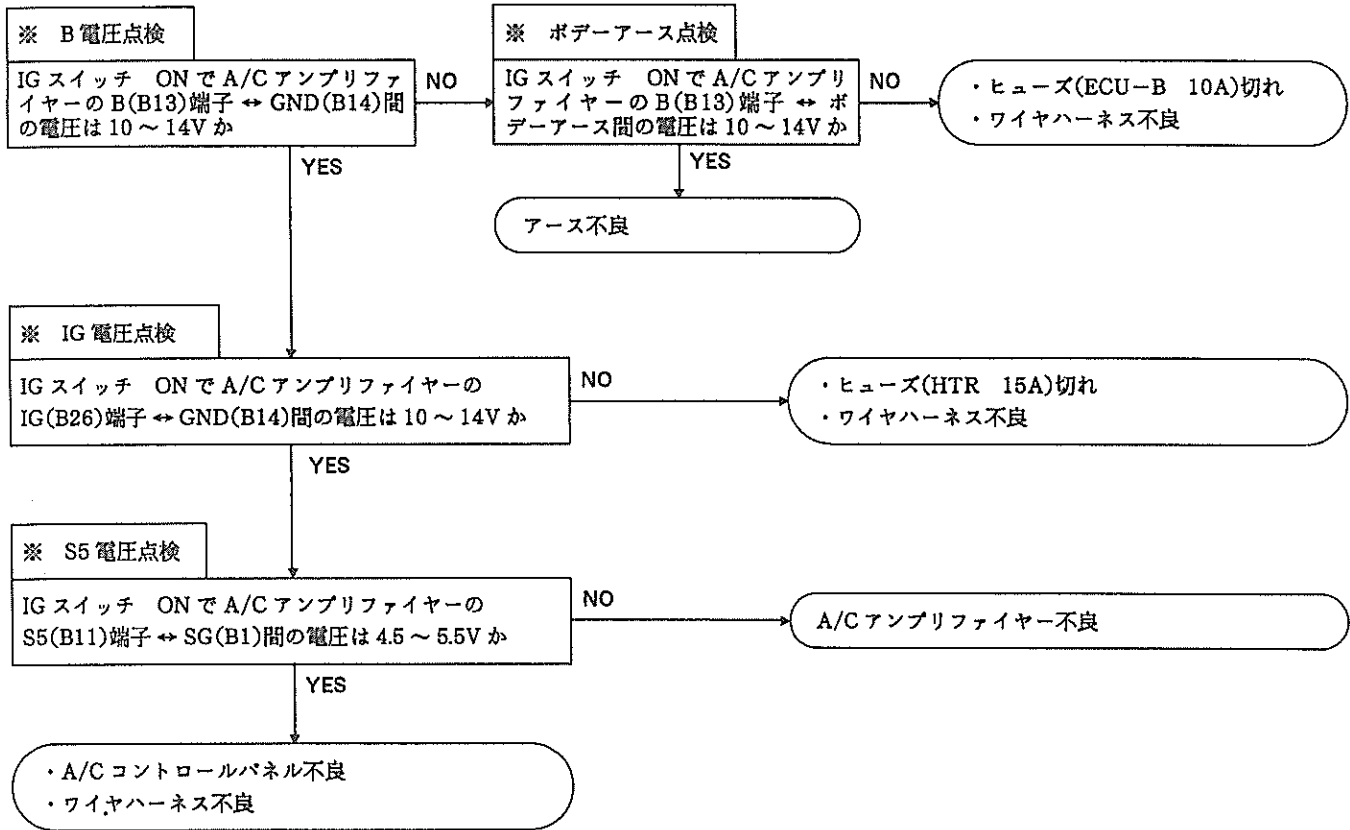 ※ B 電圧点検
IG スイッチ ON で A/C アンプリファ
イヤーの B(B13)端子 ↔ GND(B14)間
の電圧は 10 ~ 14V か
NO
※ ボデーアース点検
IG スイッチ ON で A/C アンプリ
ファイヤーの B(B13)端子 ↔ ボ
デーアース間の電圧は 10 ~ 14V か
NO
・ヒューズ(ECU-B 10A)切れ
・ワイヤハーネス不良
YES
YES
アース不良
※ IG 電圧点検
IG スイッチ ON で A/C アンプリファイヤーの
IG(B26)端子 ↔ GND(B14)間の電圧は 10 ~ 14V か
NO
・ヒューズ(HTR 15A)切れ
・ワイヤハーネス不良
YES
※ S5 電圧点検
IG スイッチ ON で A/C アンプリファイヤーの
S5(B11)端子 ↔ SG(B1)間の電圧は 4.5 ~ 5.5V か
NO
A/C アンプリファイヤー不良
YES
・A/C コントロールパネル不良
・ワイヤハーネス不良